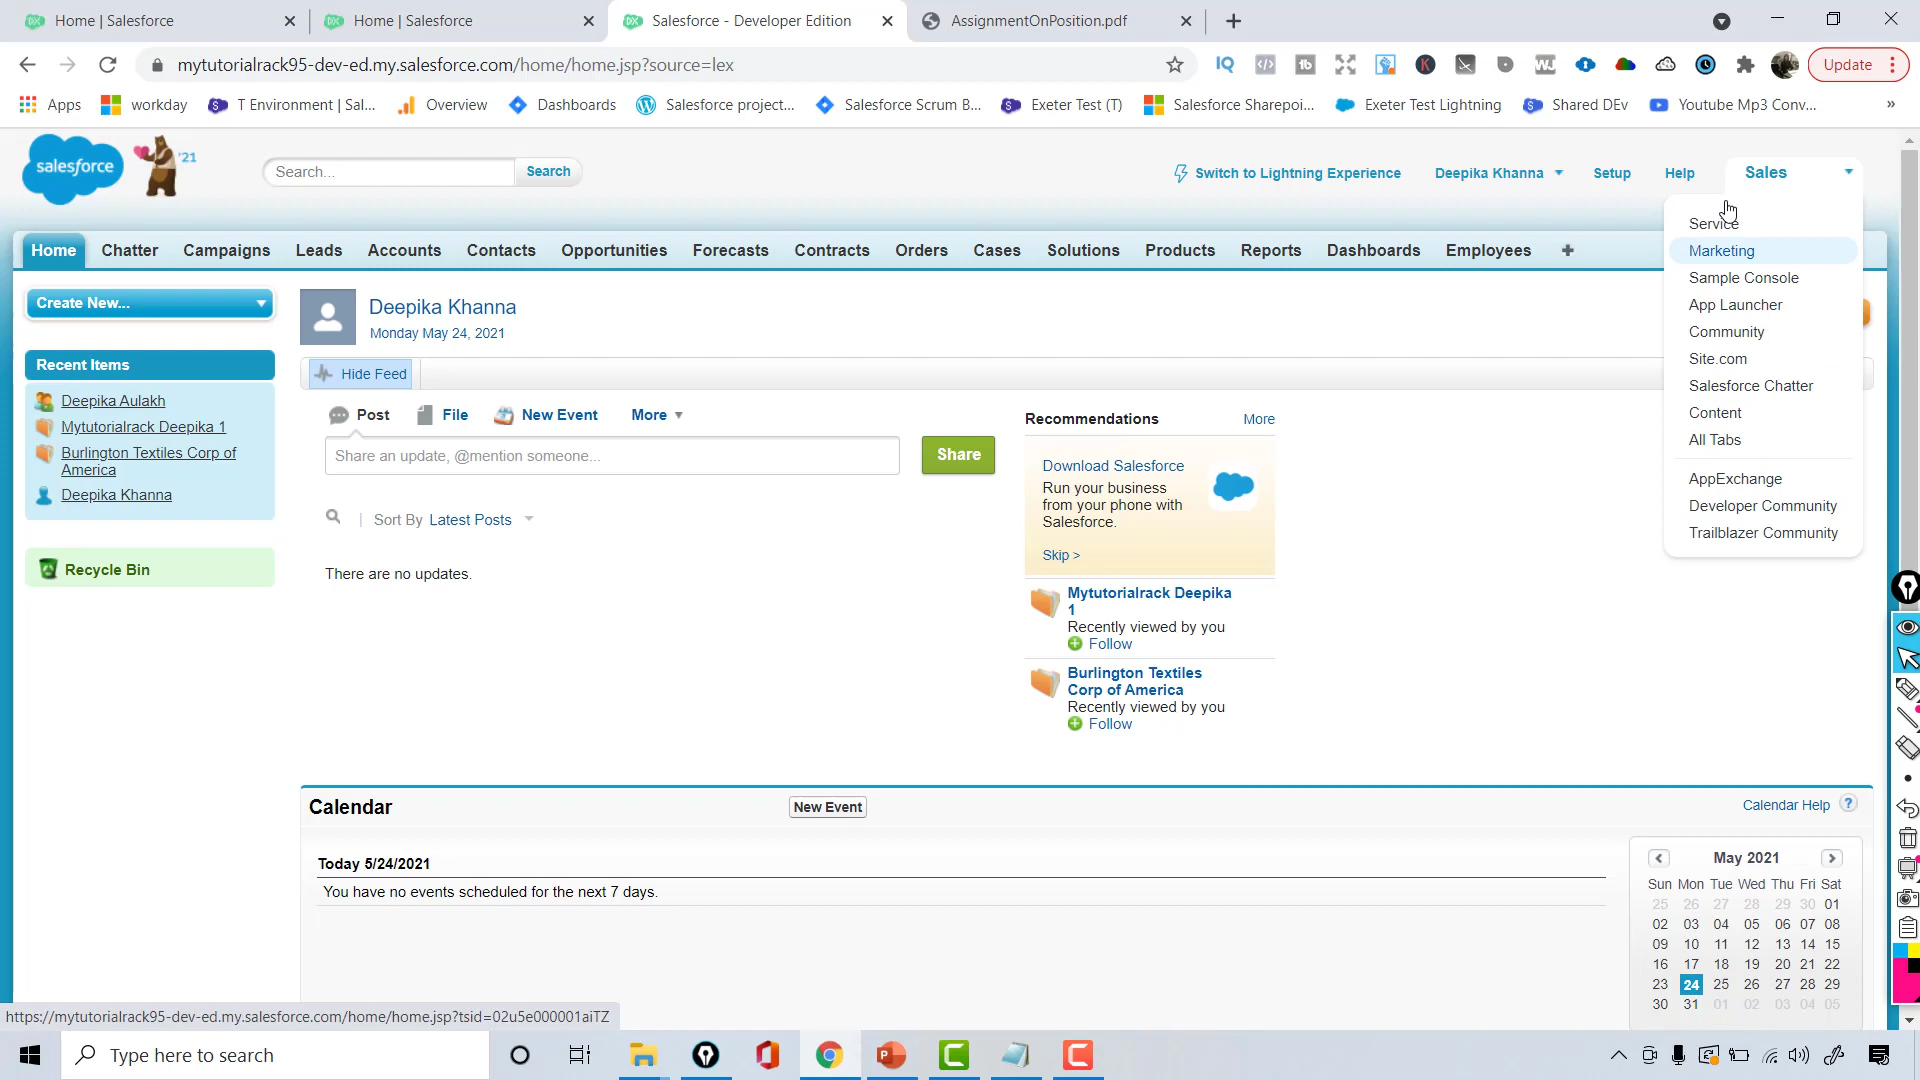 Home | Salesforce
Home | Salesforce
Salesforce - Developer Edition
AssignmentOnPosition.pdf
mytutorialrack95-dev-ed.my.salesforce.com/home/home.jsp?source=lex
Update
Apps
workday
T Environment | Sal...
Overview
Dashboards
Salesforce project...
Salesforce Scrum B...
Exeter Test (T)
Salesforce Sharepoi...
Exeter Test Lightning
Shared DEv
Youtube Mp3 Conv...
»
salesforce
'21
Search...
Search
Switch to Lightning Experience
Deepika Khanna
Setup
Help
Sales
Home
Chatter
Campaigns
Leads
Accounts
Contacts
Opportunities
Forecasts
Contracts
Orders
Cases
Solutions
Products
Reports
Dashboards
Employees
+
Service
Marketing
Sample Console
App Launcher
Community
Site.com
Salesforce Chatter
Content
All Tabs
AppExchange
Developer Community
Trailblazer Community
Create New...
Recent Items
Deepika Aulakh
Mytutorialrack Deepika 1
Burlington Textiles Corp of
America
Deepika Khanna
Recycle Bin
Deepika Khanna
Monday May 24, 2021
Hide Feed
Post
File
New Event
More
Share an update, @mention someone...
Share
Sort By Latest Posts
There are no updates.
Recommendations
More
Download Salesforce
Run your business
from your phone with
Salesforce.
Skip >
Mytutorialrack Deepika
1
Recently viewed by you
Follow
Burlington Textiles
Corp of America
Recently viewed by you
Follow
Calendar
New Event
Calendar Help ?
Today 5/24/2021
You have no events scheduled for the next 7 days.
May 2021
Sun Mon Tue Wed Thu Fri Sat
25 26 27 28 29 30 01
02 03 04 05 06 07 08
09 10 11 12 13 14 15
16 17 18 19 20 21 22
23 24 25 26 27 28 29
30 31 01 02 03 04 05
https://mytutorialrack95-dev-ed.my.salesforce.com/home/home.jsp?tsid=02u5e000001aiTZ
Type here to search